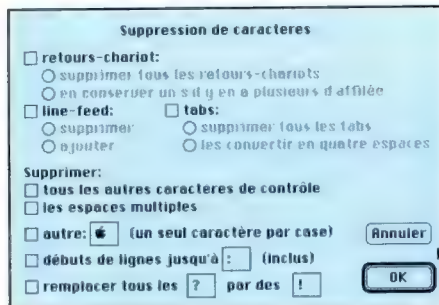 Suppression de caracteres
retours-chariot:
supprimer tous les retours-chariots
en conserver un s il y en a plusieurs d affilée
line-feed: tabs:
supprimer supprimer tous les tabs
ajouter les convertir en quatre espaces
Supprimer:
tous les autres caracteres de contrôle
les espaces multiples
autre: (un seul caractère par case) Annuler
débuts de lignes jusqu'à : (inclus)
remplacer tous les ? par des ! OK